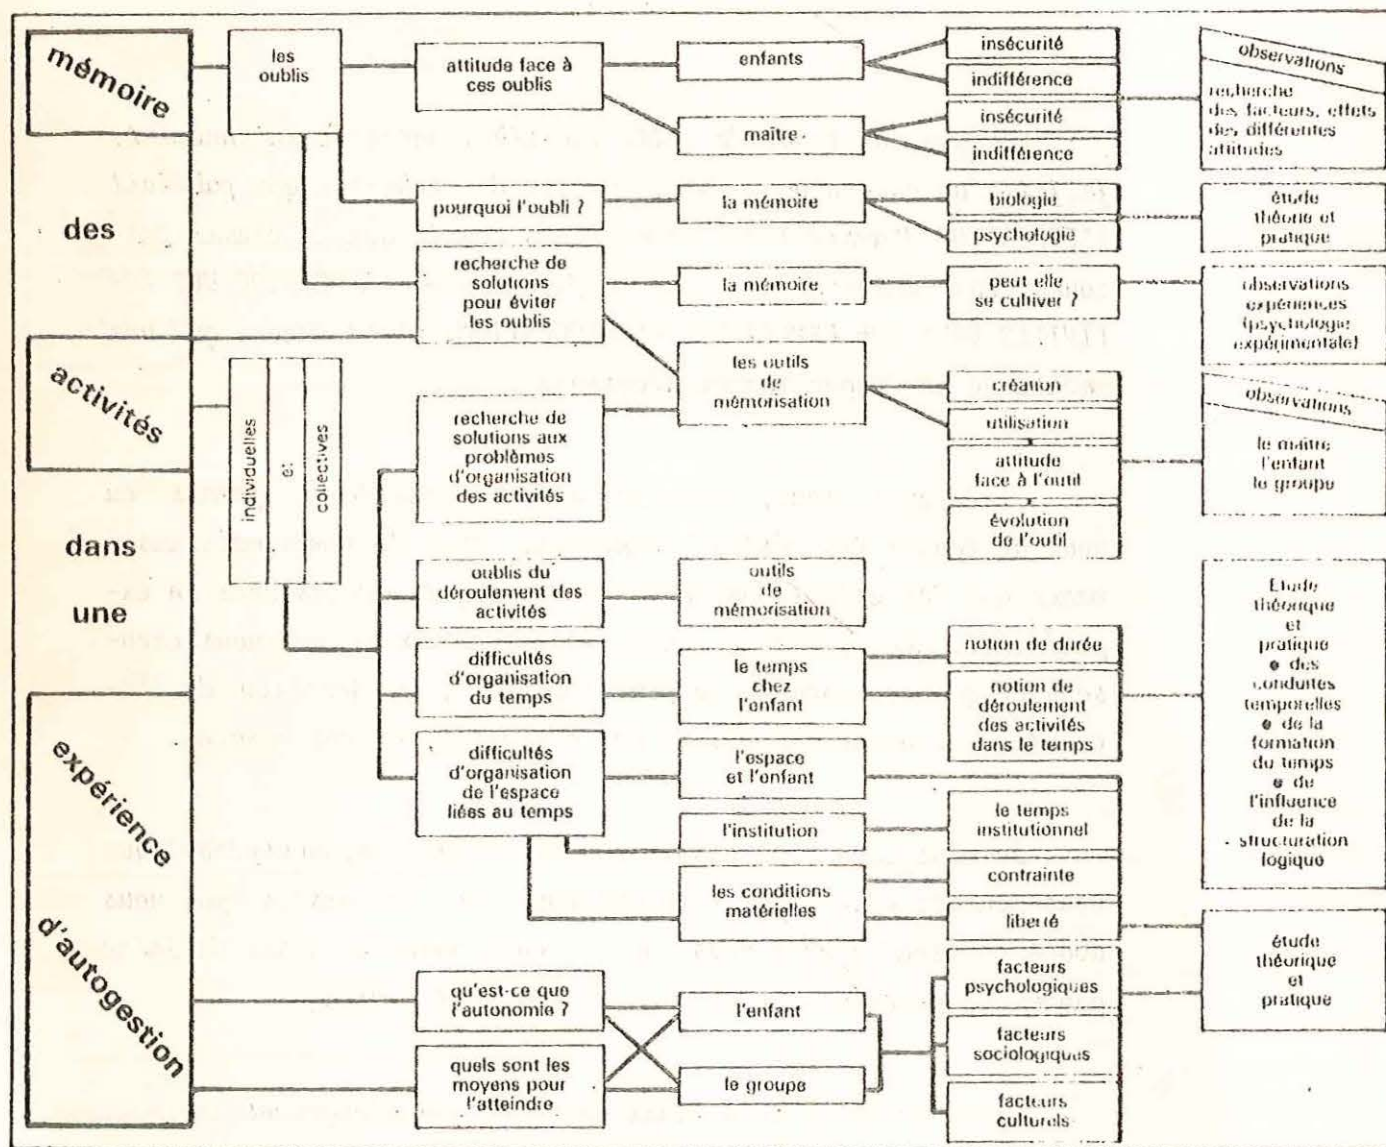 mémoire
des
activités
dans
une
expérience
d'autogestion
les
oublis
individuelles
et
collectives
attitude face à
ces oublis
pourquoi l'oubli ?
recherche de
solutions
pour éviter
les oublis
recherche de
solutions aux
problèmes
d'organisation
des activités
oublis du
déroulement des
activités
difficultés
d'organisation
du temps
difficultés
d'organisation
de l'espace
liées au temps
qu'est-ce que
l'autonomie ?
quels sont les
moyens pour
l'atteindre
enfants
maître
la mémoire
la mémoire
les outils
de
mémorisation
outils
de
mémorisation
le temps
chez
l'enfant
l'espace
et l'enfant
l'institution
les conditions
matérielles
l'enfant
le groupe
insécurité
indifférence
insécurité
indifférence
biologie
psychologie
peut elle
se cultiver ?
création
utilisation
attitude
face à l'outil
évolution
de l'outil
notion de durée
notion de
déroulement
des activités
dans le temps
le temps
institutionnel
contrainte
liberté
facteurs
psychologiques
facteurs
sociologiques
facteurs
culturels
observations
recherche
des facteurs, effets
des différentes
attitudes
étude
théorie et
pratique
observations
expériences
(psychologie
expérimentale)
observations
le maître
l'enfant
le groupe
Etude
théorique
et
pratique
● des
conduites
temporelles
● de la
formation
du temps
● de
l'influence
de la
structuration
logique
étude
théorique
et
pratique